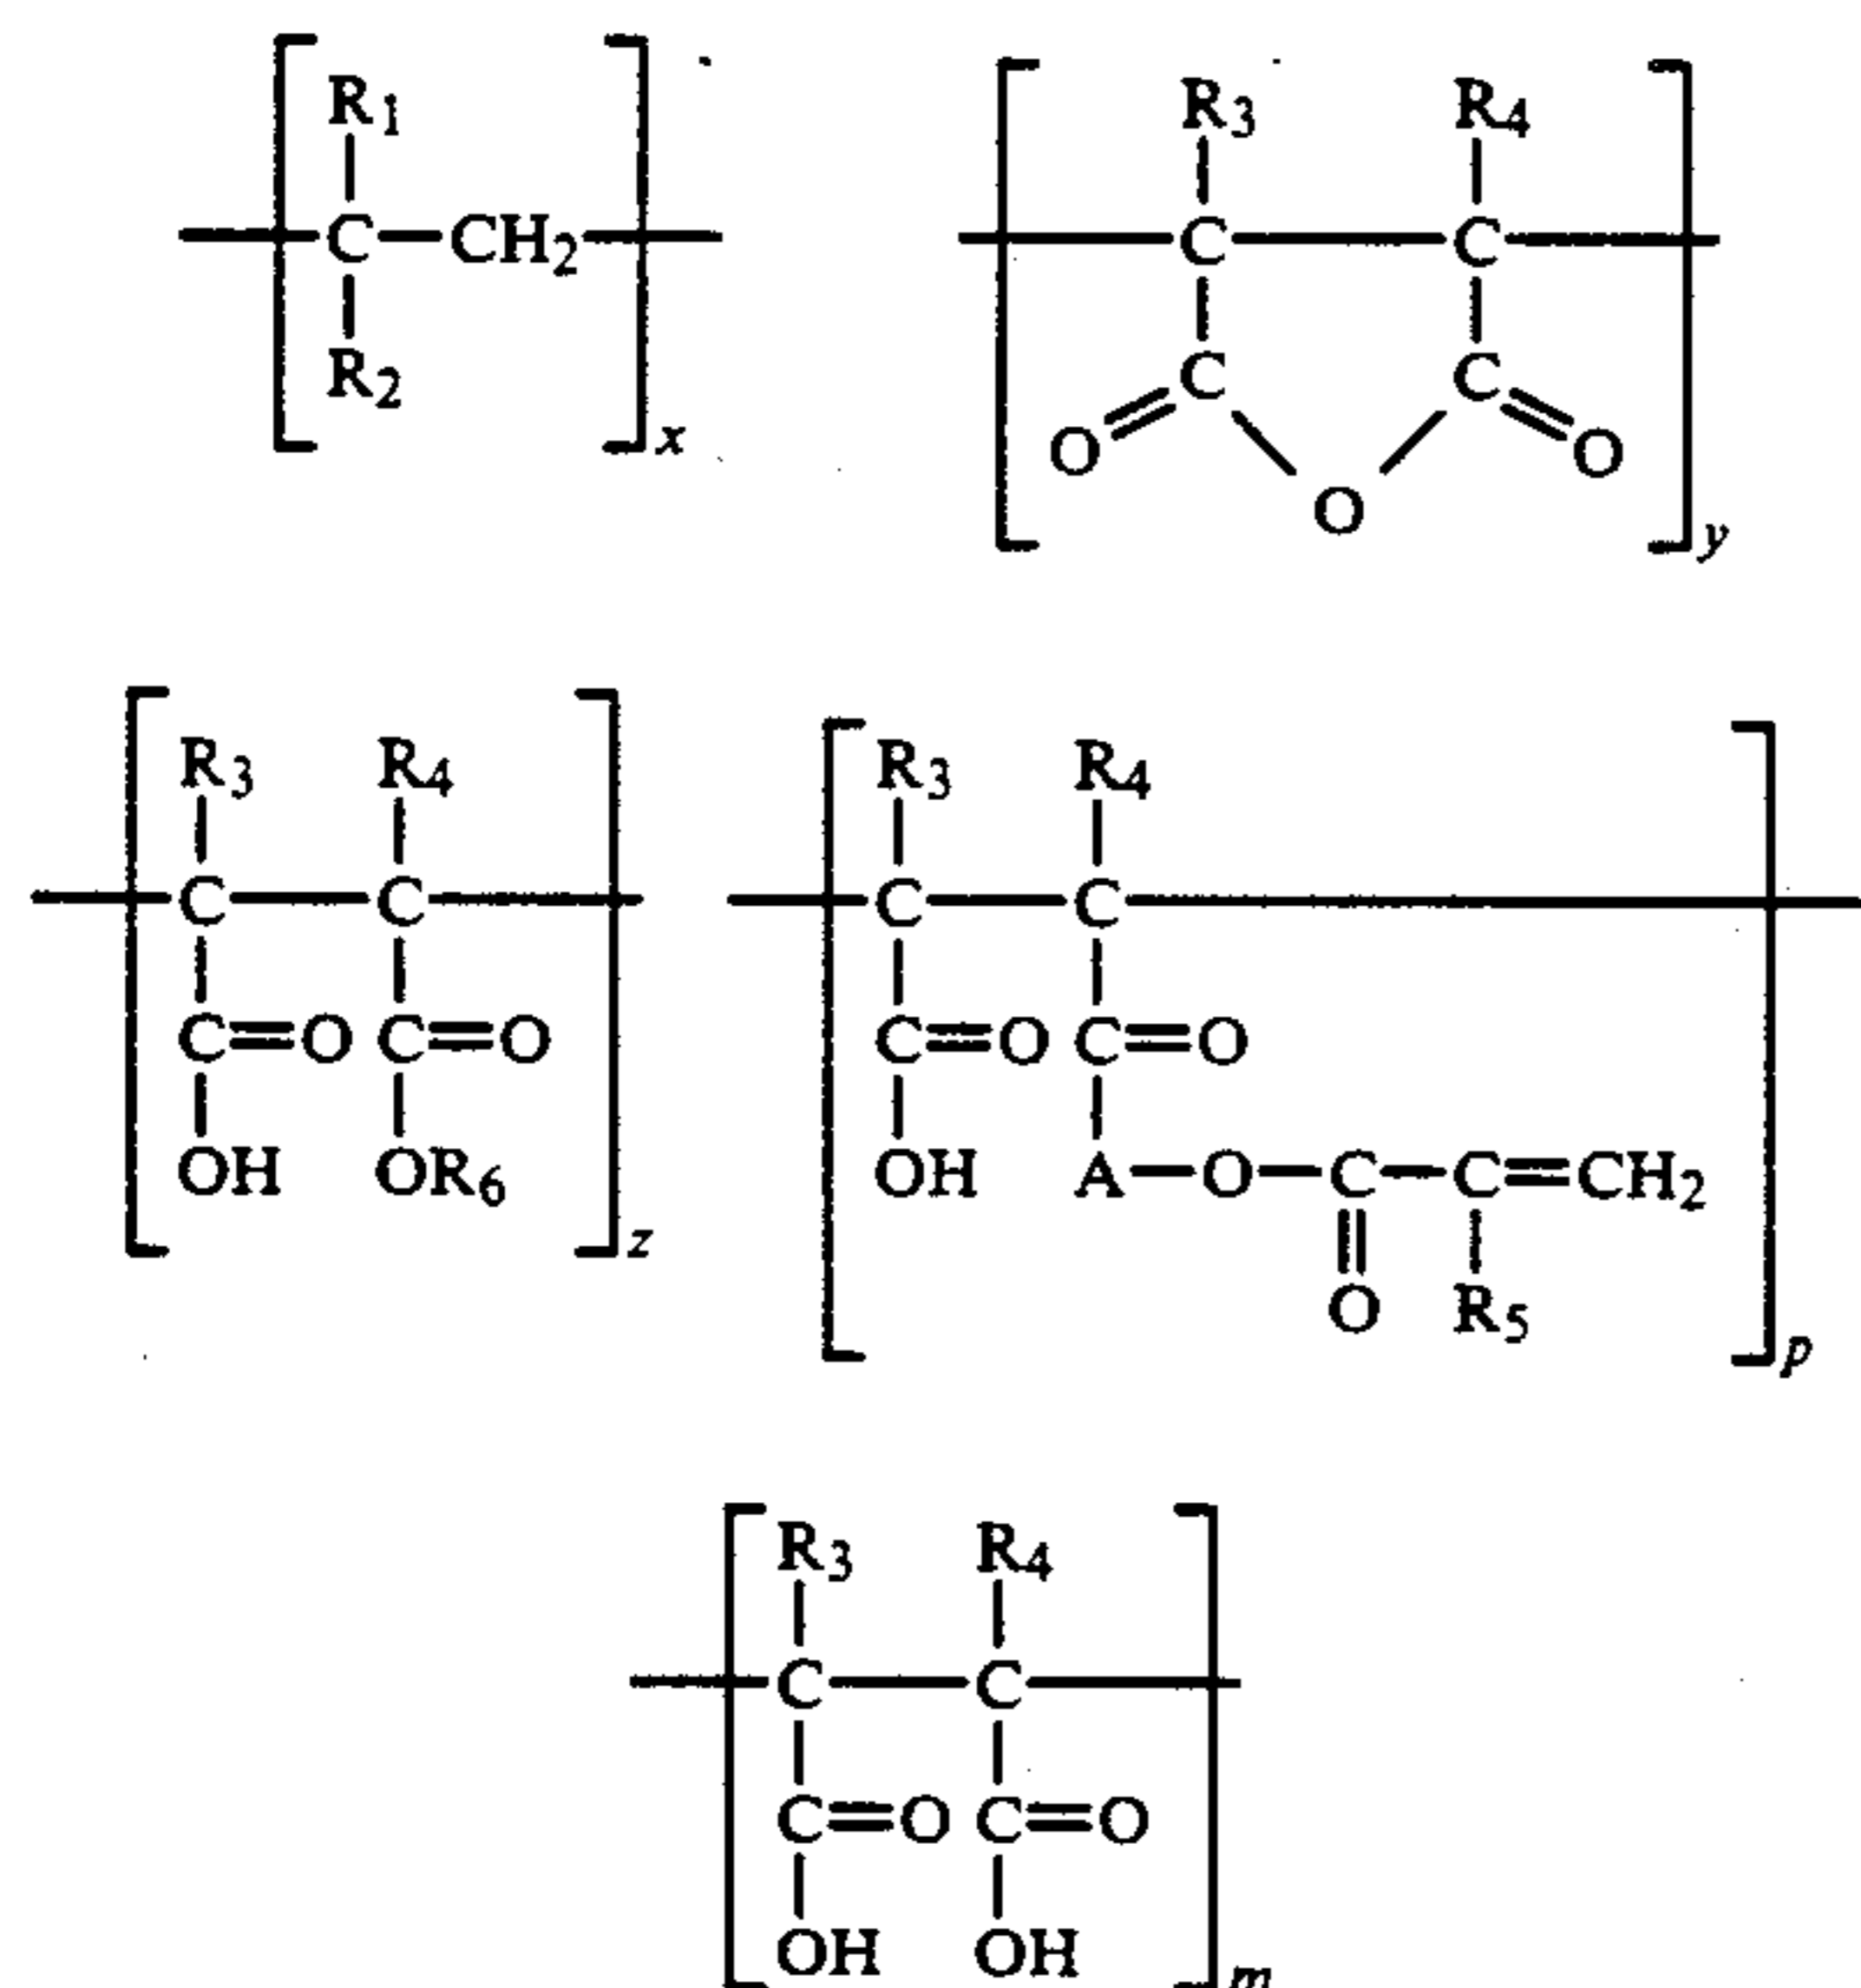 R1 R3 R4
C CH2 C C
R2 C C
x O O
O y
R3 R4 R3 R4
C C C C
C O C O C O C O
OH OR6 OH A O C C CH2
z O R5
p
R3 R4
C C
C O C O
OH OH
m